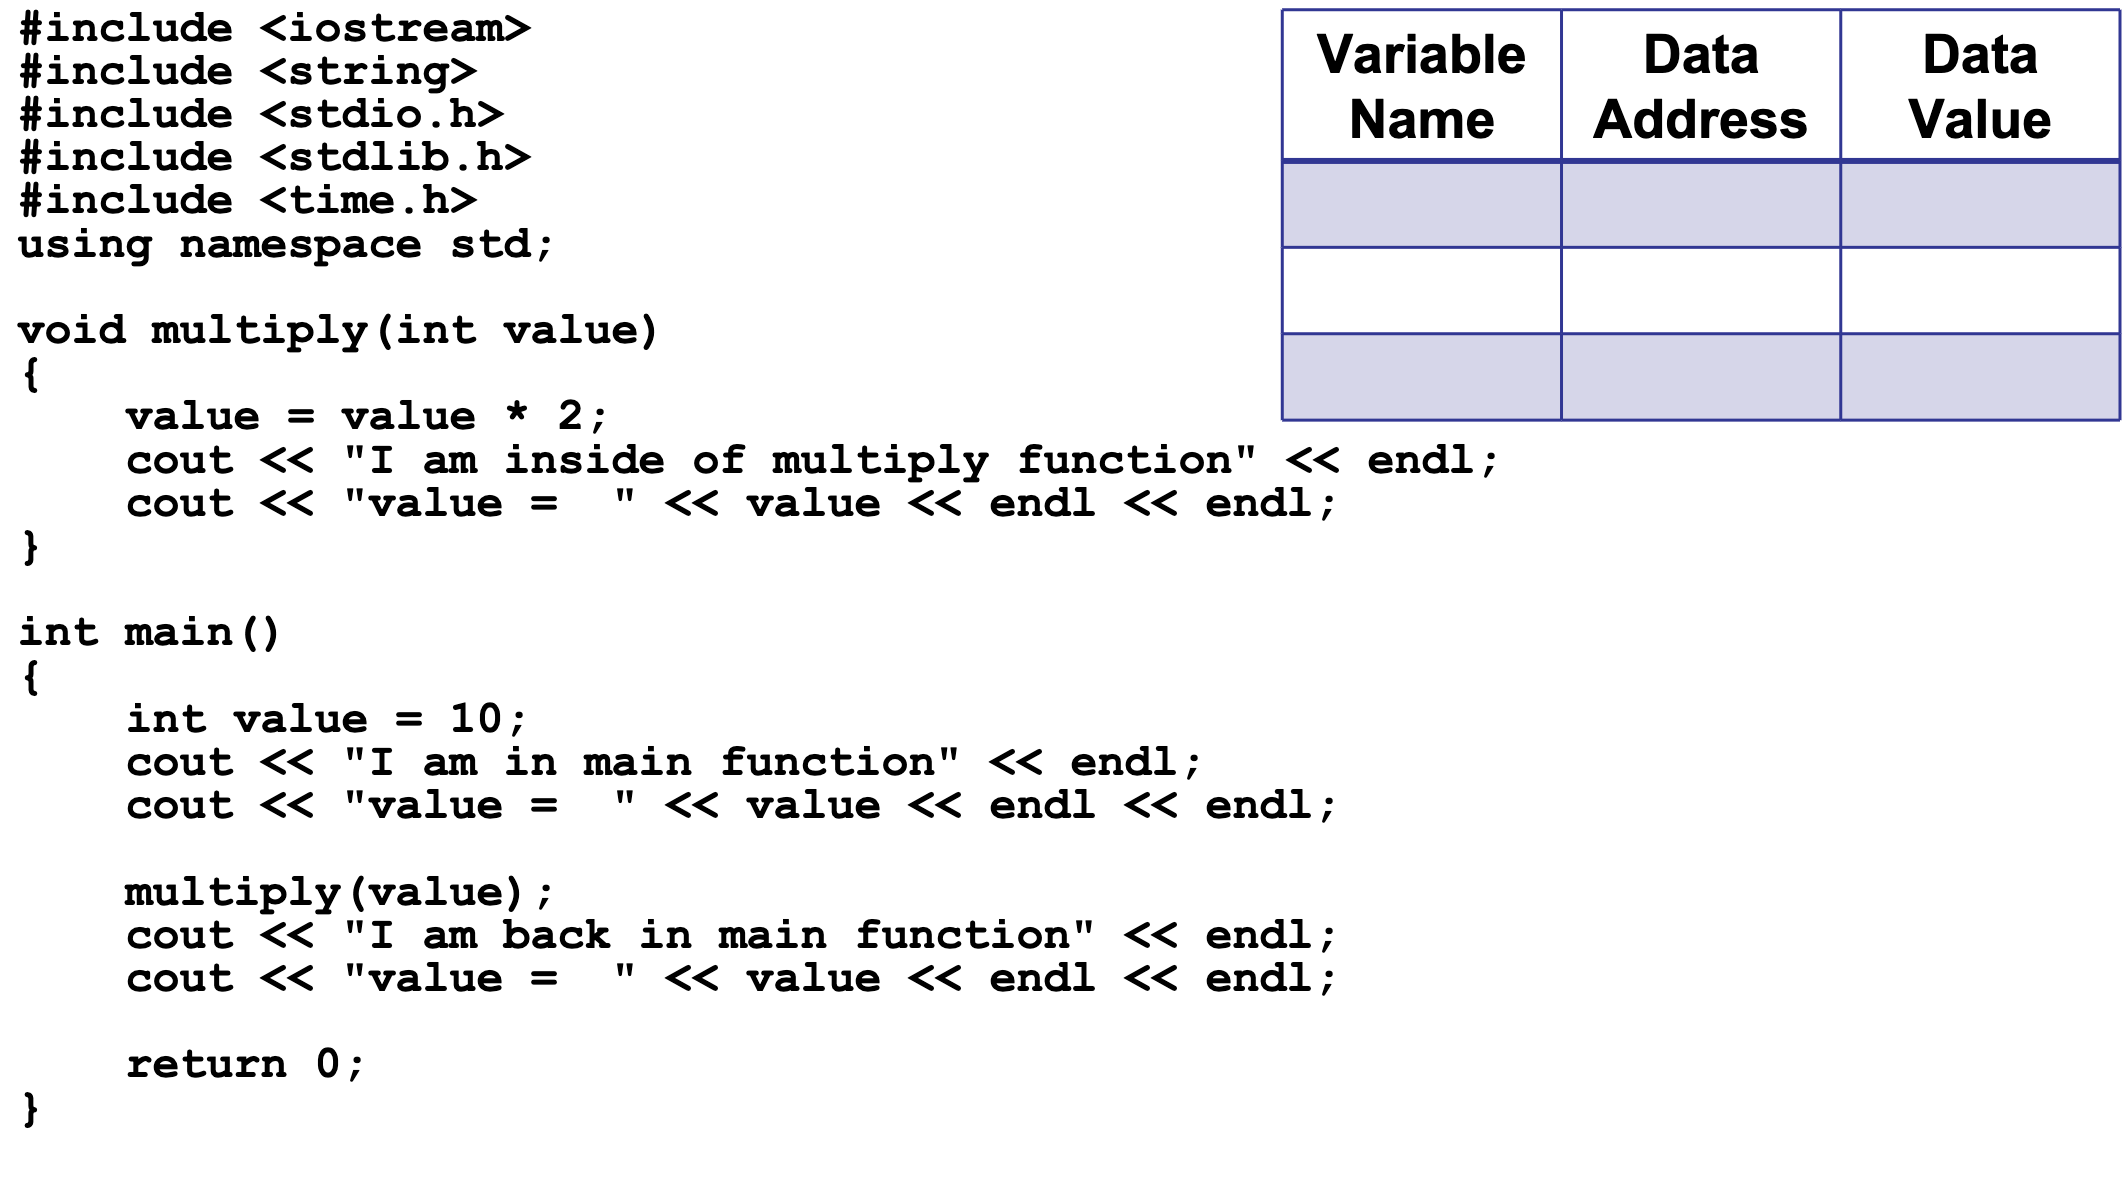 #include <iostream>
#include <string>
#include <stdio.h>
#include <stdlib.h>
#include <time.h>
using namespace std;

void multiply(int value)
{
    value = value * 2;
    cout << "I am inside of multiply function" << endl;
    cout << "value =  " << value << endl << endl;
}

int main()
{
    int value = 10;
    cout << "I am in main function" << endl;
    cout << "value =  " << value << endl << endl;

    multiply(value);
    cout << "I am back in main function" << endl;
    cout << "value =  " << value << endl << endl;

    return 0;
}
Variable Data Data
Name Address Value